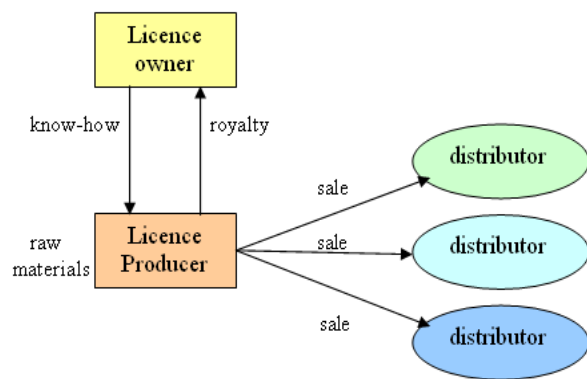 Licence
owner
know-how
royalty
distributor
sale
raw
materials
Licence
Producer
sale
distributor
sale
distributor